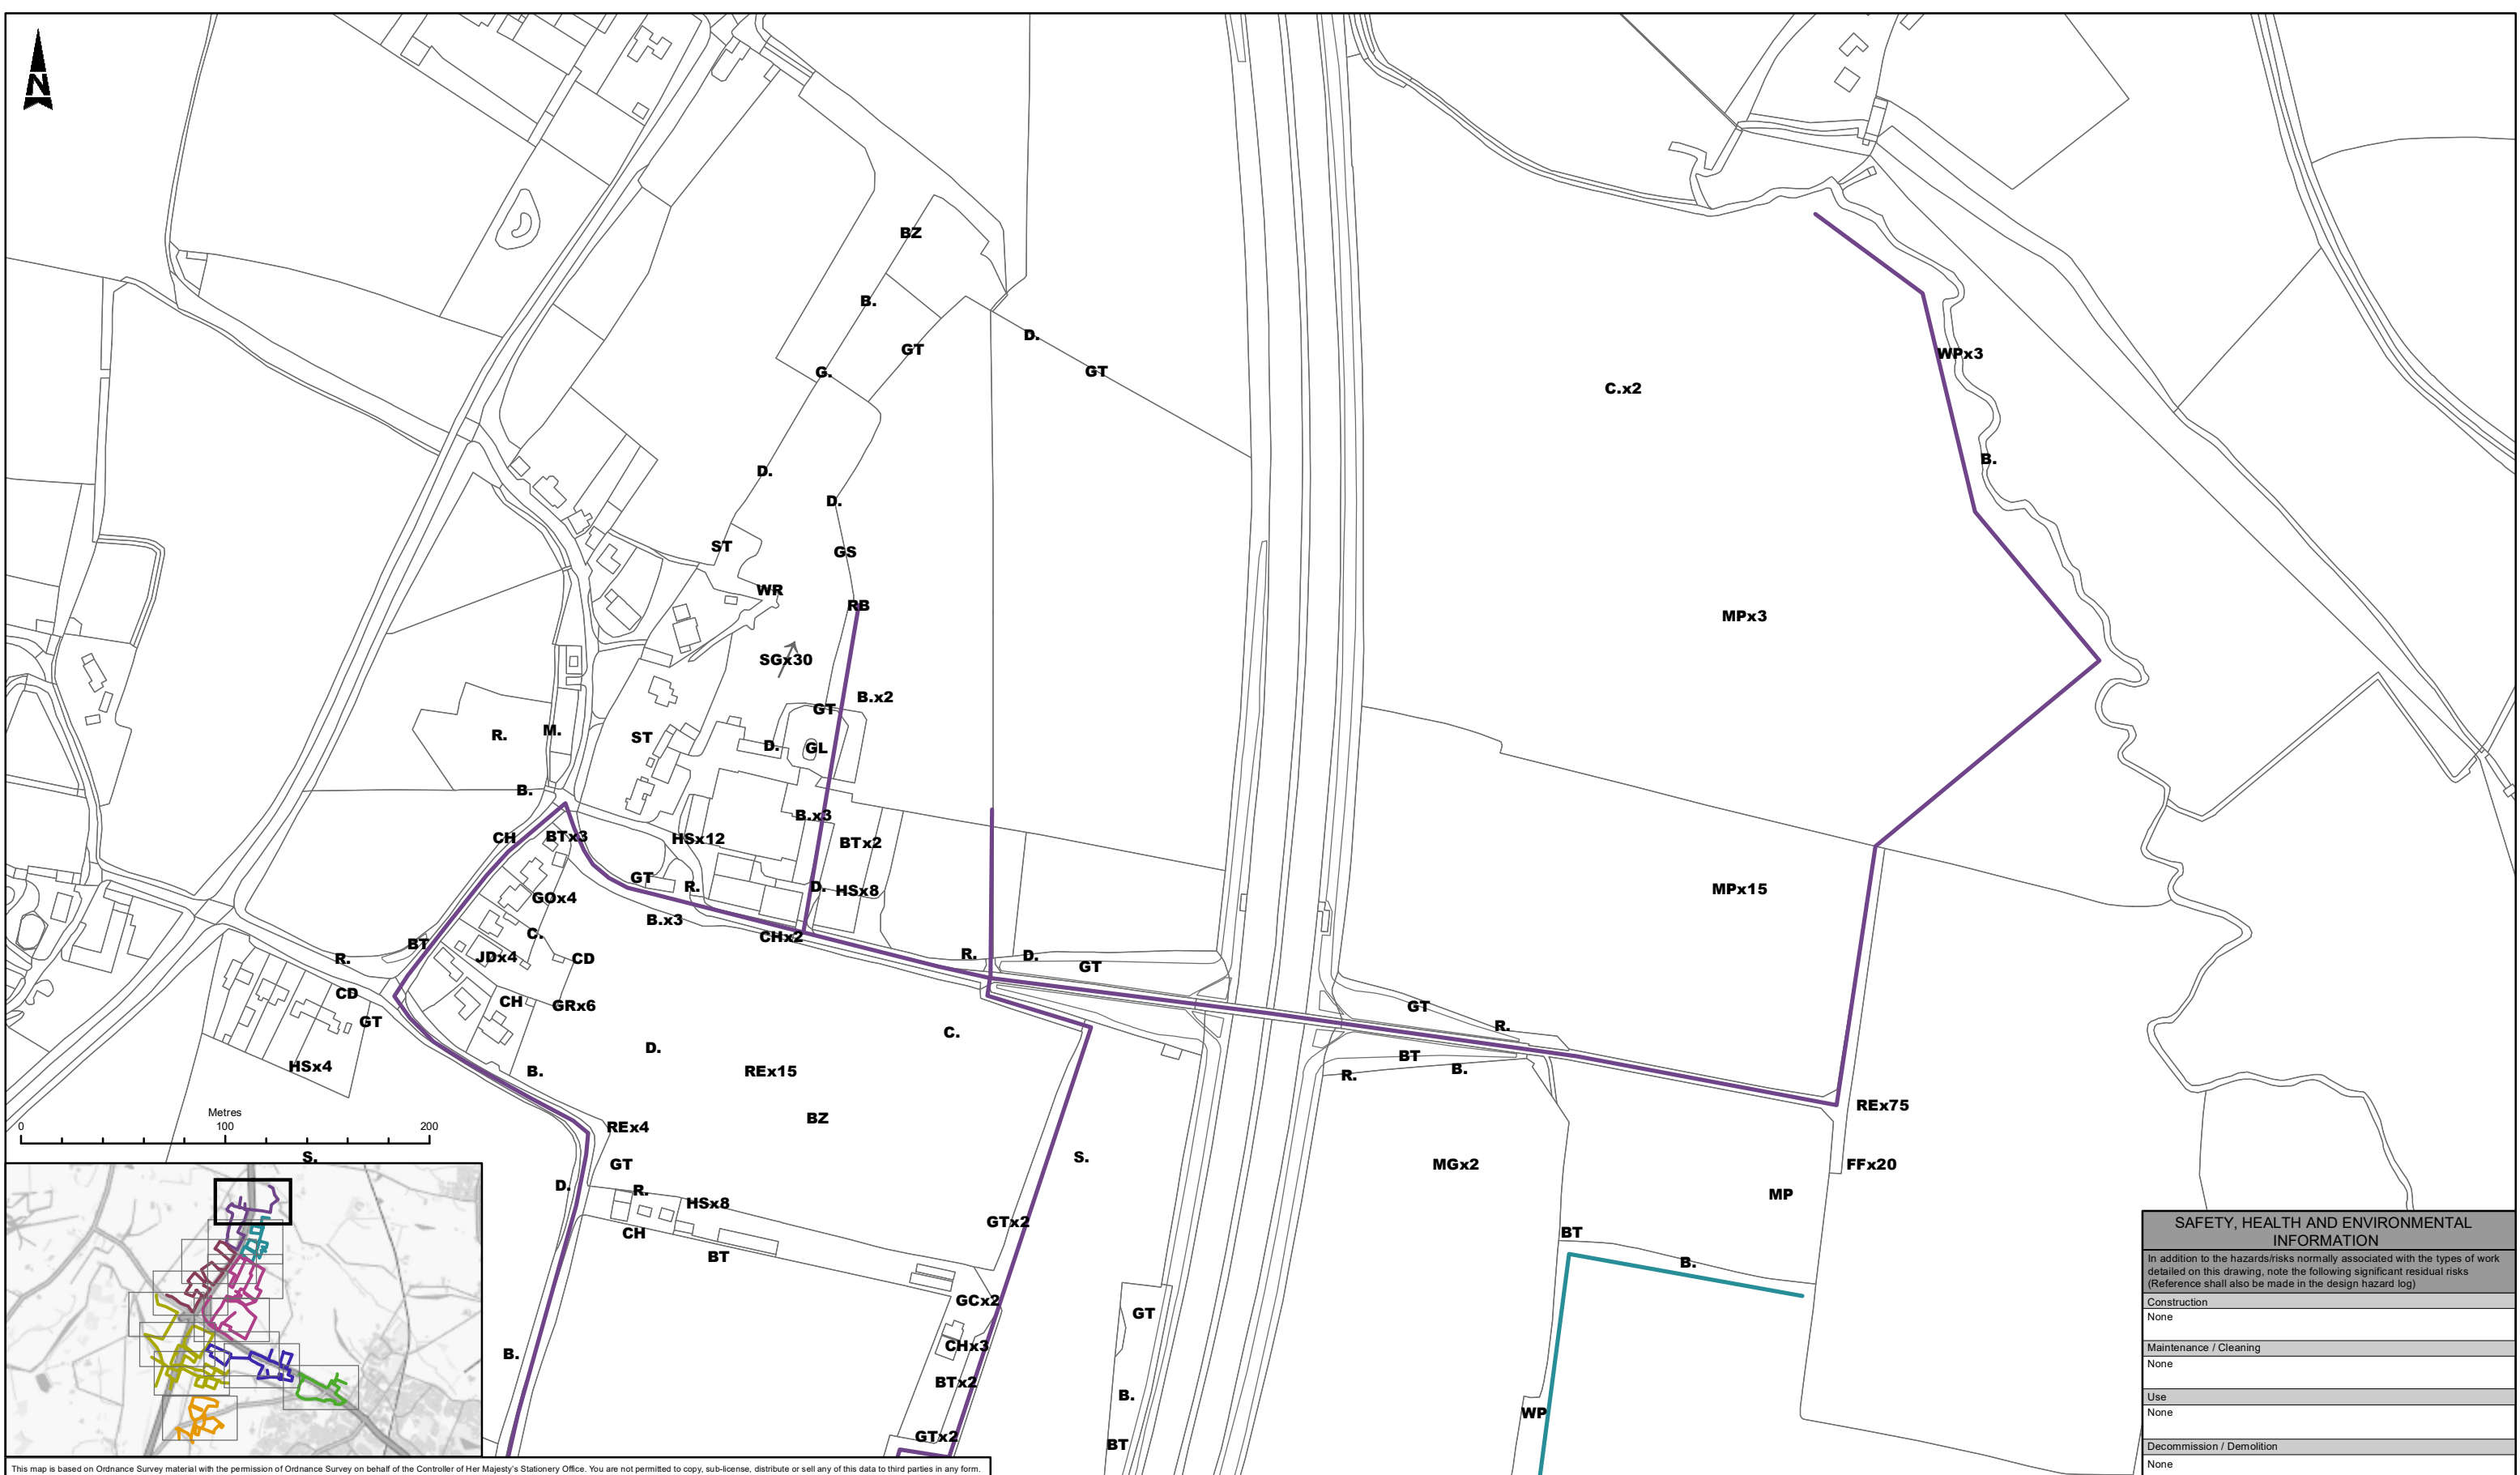 N
BZ
B.
D.
GT
G.
GT
WPx3
C.x2
B.
D.
D.
ST
GS
WR
RB
MPx3
SGx30
B.x2
GT
R.
M.
ST
D.
GL
B.
B.x3
CH
BTx3
HSx12
BTx2
GT
R.
D.
HSx8
MPx15
GOx4
B.x3
C.
CHx2
BT
R.
JDx4
CD
R.
D.
GT
CD
CH
GRx6
GT
GT
R.
C.
D.
BT
B.
R.
HSx4
B.
REx15
REx75
Metres
0
100
200
BZ
REx4
S.
S.
GT
MGx2
FFx20
D.
R.
HSx8
MP
GTx2
CH
BT
BT
B.
GCx2
GT
CHx3
B.
BTx2
B.
WP
GTx2
BT
SAFETY, HEALTH AND ENVIRONMENTAL
INFORMATION
In addition to the hazards/risks normally associated with the types of work
detailed on this drawing, note the following significant residual risks
(Reference shall also be made in the design hazard log)
Construction
None
Maintenance / Cleaning
None
Use
None
Decommission / Demolition
None
This map is based on Ordnance Survey material with the permission of Ordnance Survey on behalf of the Controller of Her Majesty's Stationery Office. You are not permitted to copy, sub-license, distribute or sell any of this data to third parties in any form.